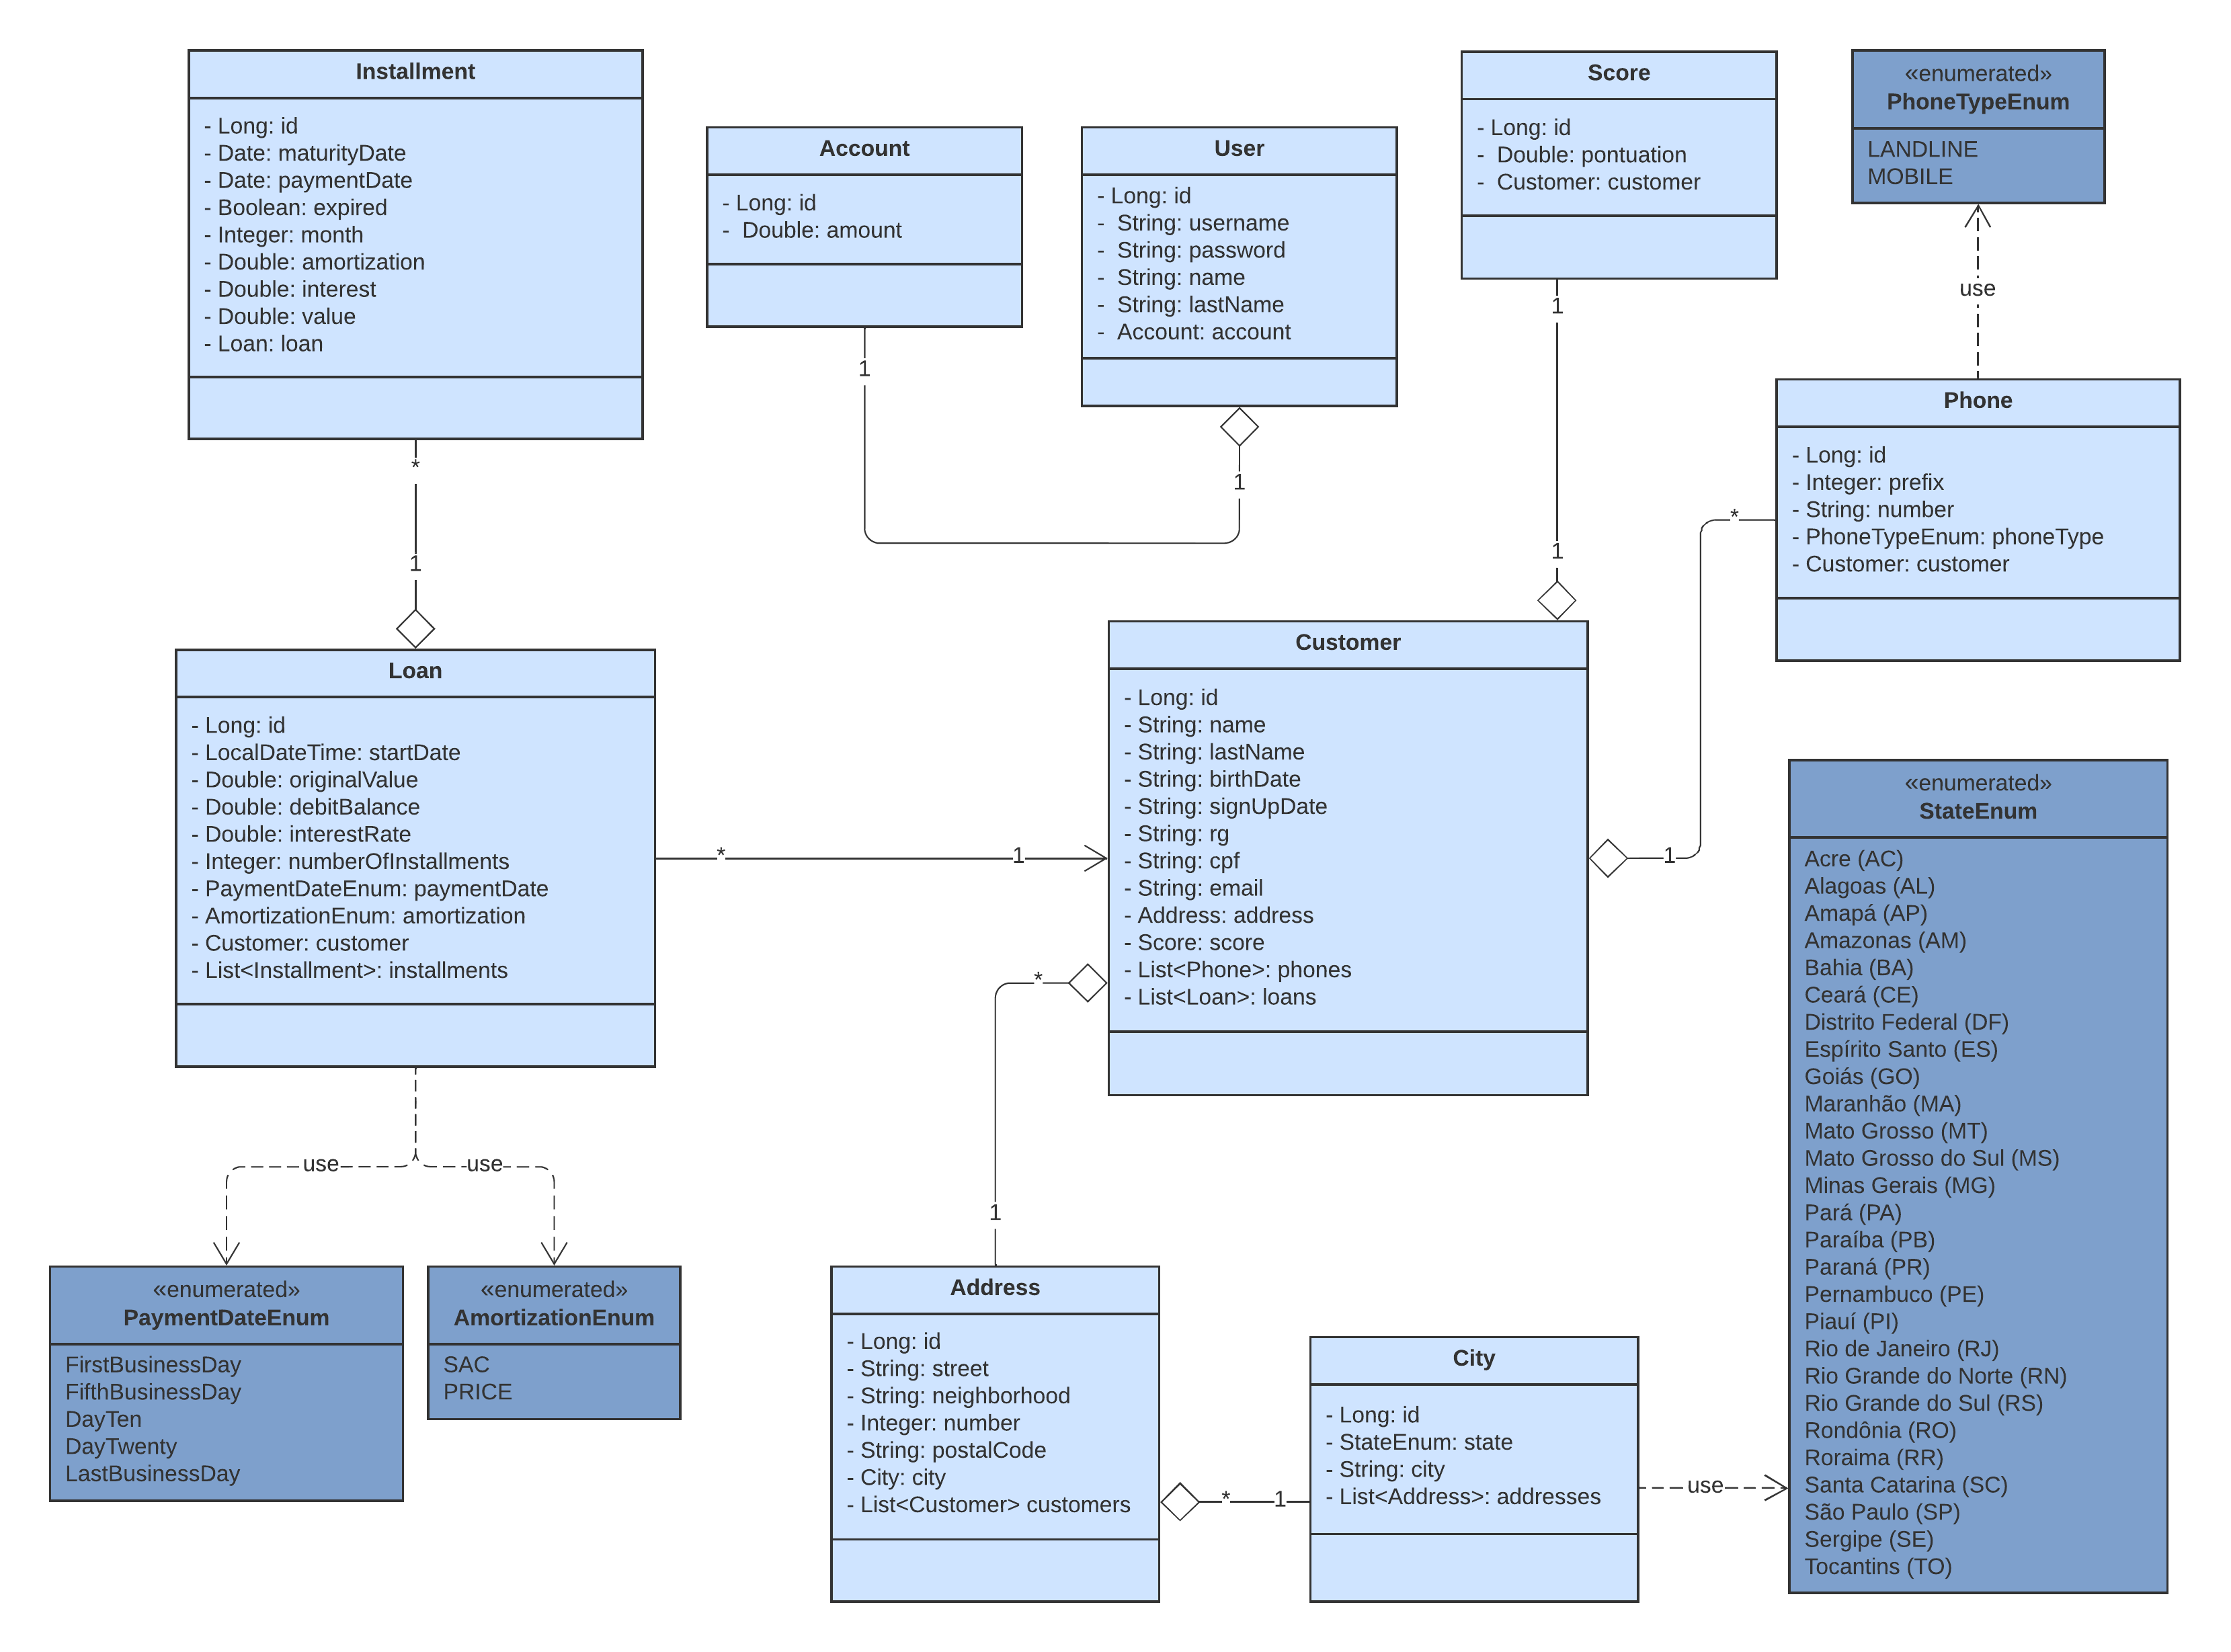 Installment
- Long: id
- Date: maturityDate
- Date: paymentDate
- Boolean: expired
- Integer: month
- Double: amortization
- Double: interest
- Double: value
- Loan: loan
Account
- Long: id
-  Double: amount
User
- Long: id
-  String: username
-  String: password
-  String: name
-  String: lastName
-  Account: account
Score
- Long: id
-  Double: pontuation
-  Customer: customer
«enumerated»
PhoneTypeEnum
LANDLINE
MOBILE
use
1
1
1
1
*
1
Phone
- Long: id
- Integer: prefix
- String: number
- PhoneTypeEnum: phoneType
- Customer: customer
*
1
Loan
- Long: id
- LocalDateTime: startDate
- Double: originalValue
- Double: debitBalance
- Double: interestRate
- Integer: numberOfInstallments
- PaymentDateEnum: paymentDate
- AmortizationEnum: amortization
- Customer: customer
- List<Installment>: installments
*
1
Customer
- Long: id
- String: name
- String: lastName
- String: birthDate
- String: signUpDate
- String: rg
- String: cpf
- String: email
- Address: address
- Score: score
- List<Phone>: phones
- List<Loan>: loans
*
1
«enumerated»
StateEnum
Acre (AC)
Alagoas (AL)
Amapá (AP)
Amazonas (AM)
Bahia (BA)
Ceará (CE)
Distrito Federal (DF)
Espírito Santo (ES)
Goiás (GO)
Maranhão (MA)
Mato Grosso (MT)
Mato Grosso do Sul (MS)
Minas Gerais (MG)
Pará (PA)
Paraíba (PB)
Paraná (PR)
Pernambuco (PE)
Piauí (PI)
Rio de Janeiro (RJ)
Rio Grande do Norte (RN)
Rio Grande do Sul (RS)
Rondônia (RO)
Roraima (RR)
Santa Catarina (SC)
São Paulo (SP)
Sergipe (SE)
Tocantins (TO)
use
use
«enumerated»
PaymentDateEnum
FirstBusinessDay
FifthBusinessDay
DayTen
DayTwenty
LastBusinessDay
«enumerated»
AmortizationEnum
SAC
PRICE
Address
- Long: id
- String: street
- String: neighborhood
- Integer: number
- String: postalCode
- City: city
- List<Customer> customers
*
1
City
- Long: id
- StateEnum: state
- String: city
- List<Address>: addresses
use